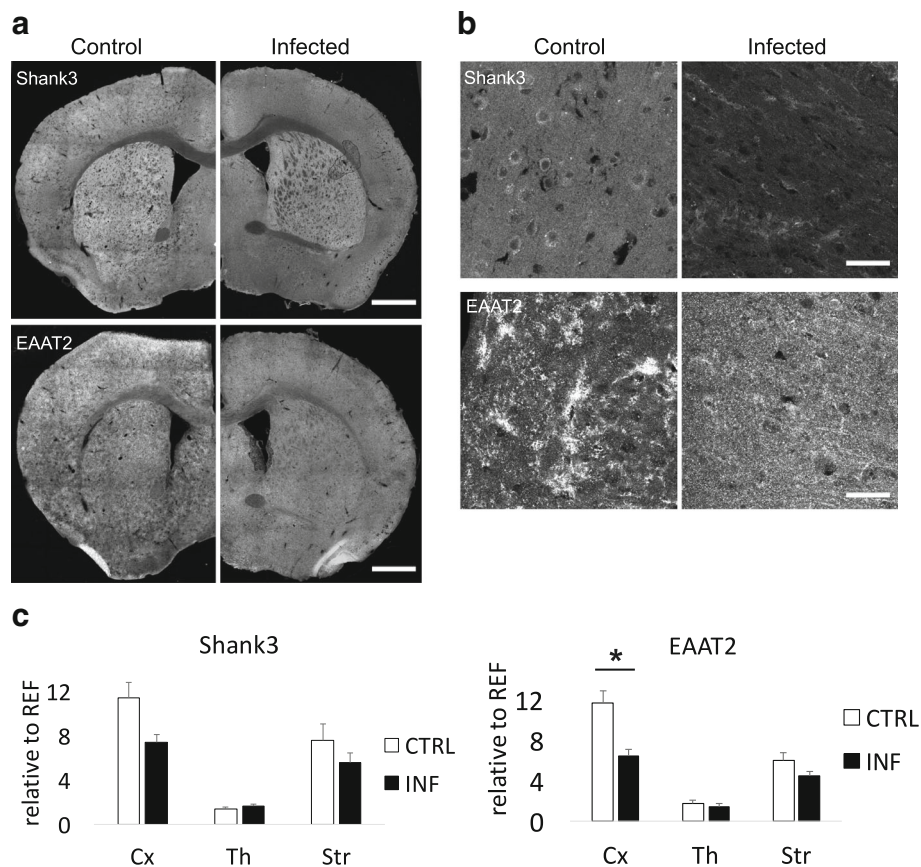 a
Control Infected
Shank3
EAAT2
b
Control Infected
Shank3
EAAT2
c
Shank3
relative to REF
12
8
4
0
Cx Th Str
CTRL
INF
EAAT2
*
relative to REF
12
8
4
0
Cx Th Str
CTRL
INF